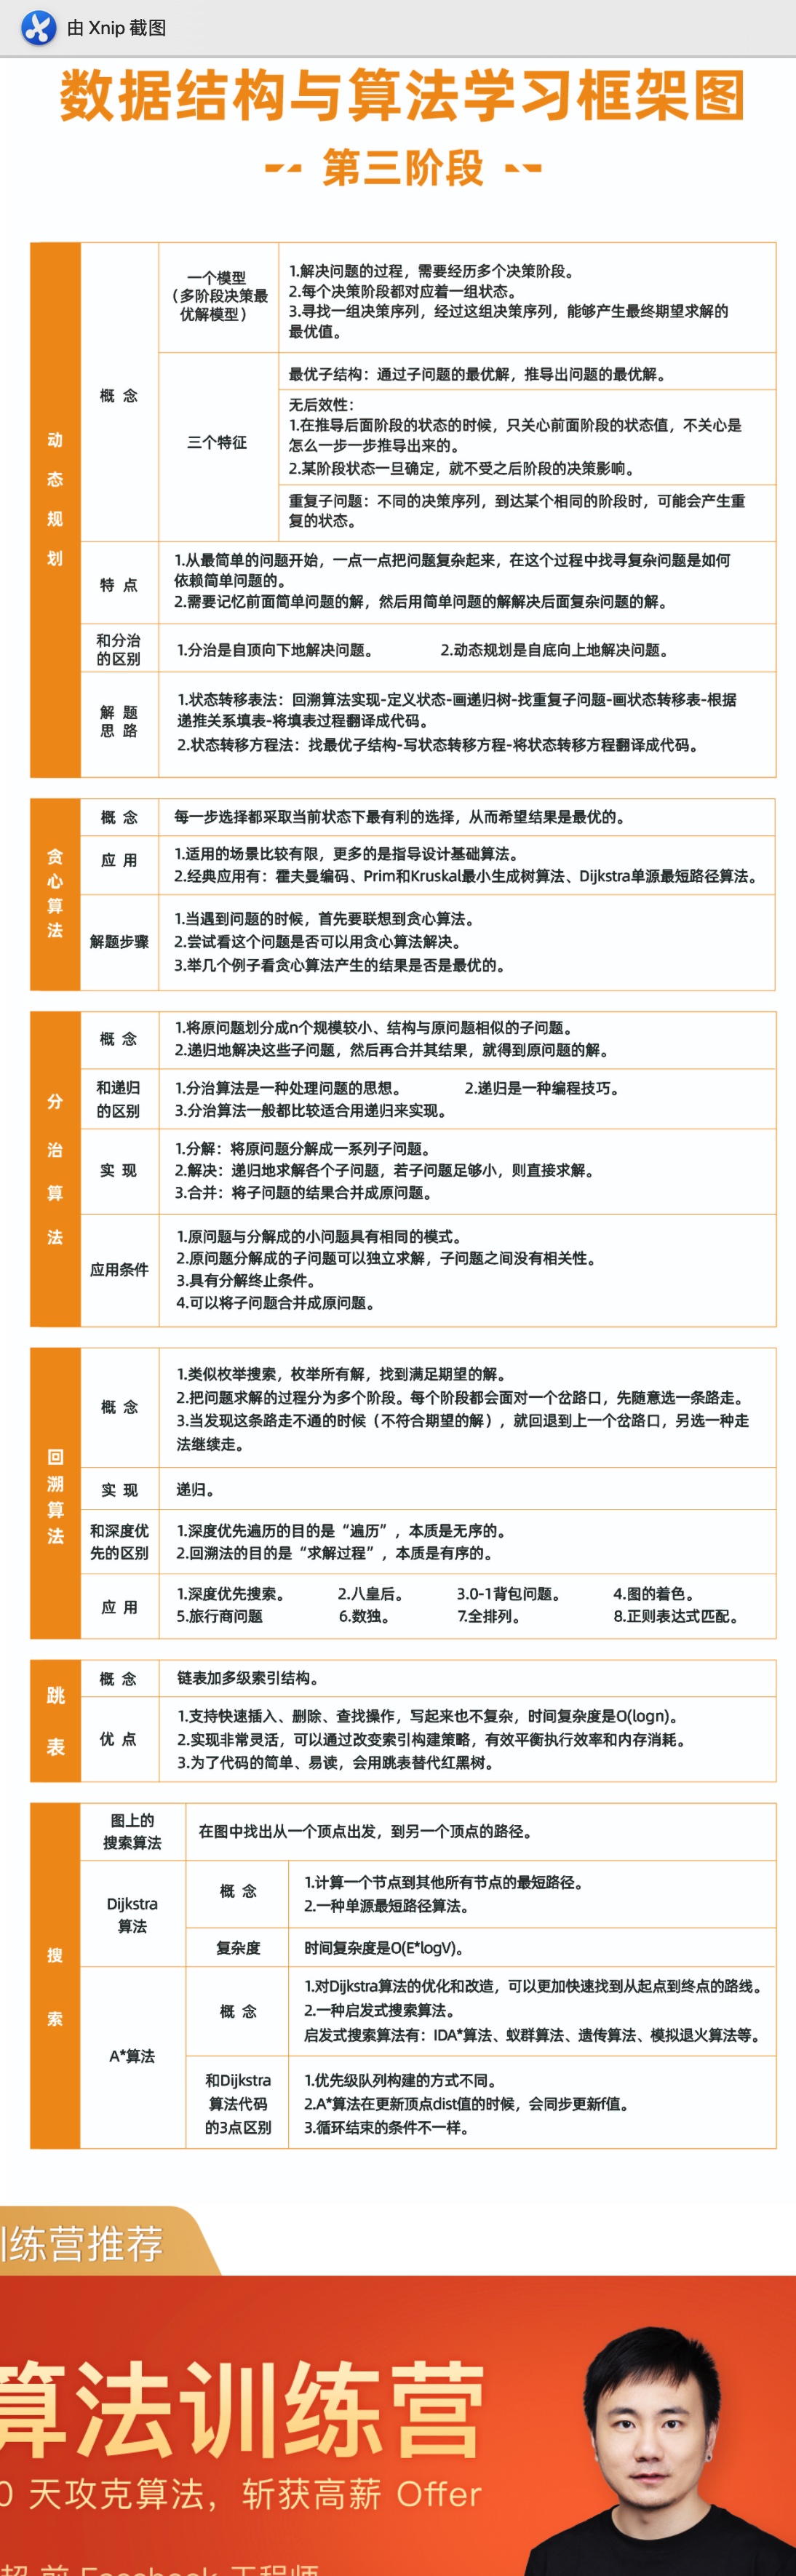 由 Xnip 截图
数据结构与算法学习框架图
第三阶段
动态规划
概 念
一个模型
（多阶段决策最
优解模型）
1.解决问题的过程，需要经历多个决策阶段。
2.每个决策阶段都对应着一组状态。
3.寻找一组决策序列，经过这组决策序列，能够产生最终期望求解的
最优值。
三个特征
最优子结构：通过子问题的最优解，推导出问题的最优解。
无后效性：
1.在推导后面阶段的状态的时候，只关心前面阶段的状态值，不关心是
怎么一步一步推导出来的。
2.某阶段状态一旦确定，就不受之后阶段的决策影响。
重复子问题：不同的决策序列，到达某个相同的阶段时，可能会产生重
复的状态。
特 点
1.从最简单的问题开始，一点一点把问题复杂起来，在这个过程中找寻复杂问题是如何
依赖简单问题的。
2.需要记忆前面简单问题的解，然后用简单问题的解解决后面复杂问题的解。
和分治
的区别
1.分治是自顶向下地解决问题。 2.动态规划是自底向上地解决问题。
解 题
思 路
1.状态转移表法：回溯算法实现-定义状态-画递归树-找重复子问题-画状态转移表-根据
递推关系填表-将填表过程翻译成代码。
2.状态转移方程法：找最优子结构-写状态转移方程-将状态转移方程翻译成代码。
贪心算法
概 念
每一步选择都采取当前状态下最有利的选择，从而希望结果是最优的。
应 用
1.适用的场景比较有限，更多的是指导设计基础算法。
2.经典应用有：霍夫曼编码、Prim和Kruskal最小生成树算法、Dijkstra单源最短路径算法。
解题步骤
1.当遇到问题的时候，首先要联想到贪心算法。
2.尝试看这个问题是否可以用贪心算法解决。
3.举几个例子看贪心算法产生的结果是否是最优的。
分治算法
概 念
1.将原问题划分成n个规模较小、结构与原问题相似的子问题。
2.递归地解决这些子问题，然后再合并其结果，就得到原问题的解。
和递归
的区别
1.分治算法是一种处理问题的思想。 2.递归是一种编程技巧。
3.分治算法一般都比较适合用递归来实现。
实 现
1.分解：将原问题分解成一系列子问题。
2.解决：递归地求解各个子问题，若子问题足够小，则直接求解。
3.合并：将子问题的结果合并成原问题。
应用条件
1.原问题与分解成的小问题具有相同的模式。
2.原问题分解成的子问题可以独立求解，子问题之间没有相关性。
3.具有分解终止条件。
4.可以将子问题合并成原问题。
回溯算法
概 念
1.类似枚举搜索，枚举所有解，找到满足期望的解。
2.把问题求解的过程分为多个阶段。每个阶段都会面对一个岔路口，先随意选一条路走。
3.当发现这条路走不通的时候（不符合期望的解），就回退到上一个岔路口，另选一种走
法继续走。
实 现
递归。
和深度优
先的区别
1.深度优先遍历的目的是“遍历”，本质是无序的。
2.回溯法的目的是“求解过程”，本质是有序的。
应 用
1.深度优先搜索。 2.八皇后。 3.0-1背包问题。 4.图的着色。
5.旅行商问题 6.数独。 7.全排列。 8.正则表达式匹配。
跳表
概 念
链表加多级索引结构。
优 点
1.支持快速插入、删除、查找操作，写起来也不复杂，时间复杂度是O(logn)。
2.实现非常灵活，可以通过改变索引构建策略，有效平衡执行效率和内存消耗。
3.为了代码的简单、易读，会用跳表替代红黑树。
搜索
图上的
搜索算法
在图中找出从一个顶点出发，到另一个顶点的路径。
Dijkstra
算法
概 念
1.计算一个节点到其他所有节点的最短路径。
2.一种单源最短路径算法。
复杂度
时间复杂度是O(E*logV)。
A*算法
概 念
1.对Dijkstra算法的优化和改造，可以更加快速找到从起点到终点的路线。
2.一种启发式搜索算法。
启发式搜索算法有：IDA*算法、蚁群算法、遗传算法、模拟退火算法等。
和Dijkstra
算法代码
的3点区别
1.优先级队列构建的方式不同。
2.A*算法在更新顶点dist值的时候，会同步更新f值。
3.循环结束的条件不一样。
练营推荐
算法训练营
0 天攻克算法，斩获高薪 Offer
超 前 Facebook 工程师